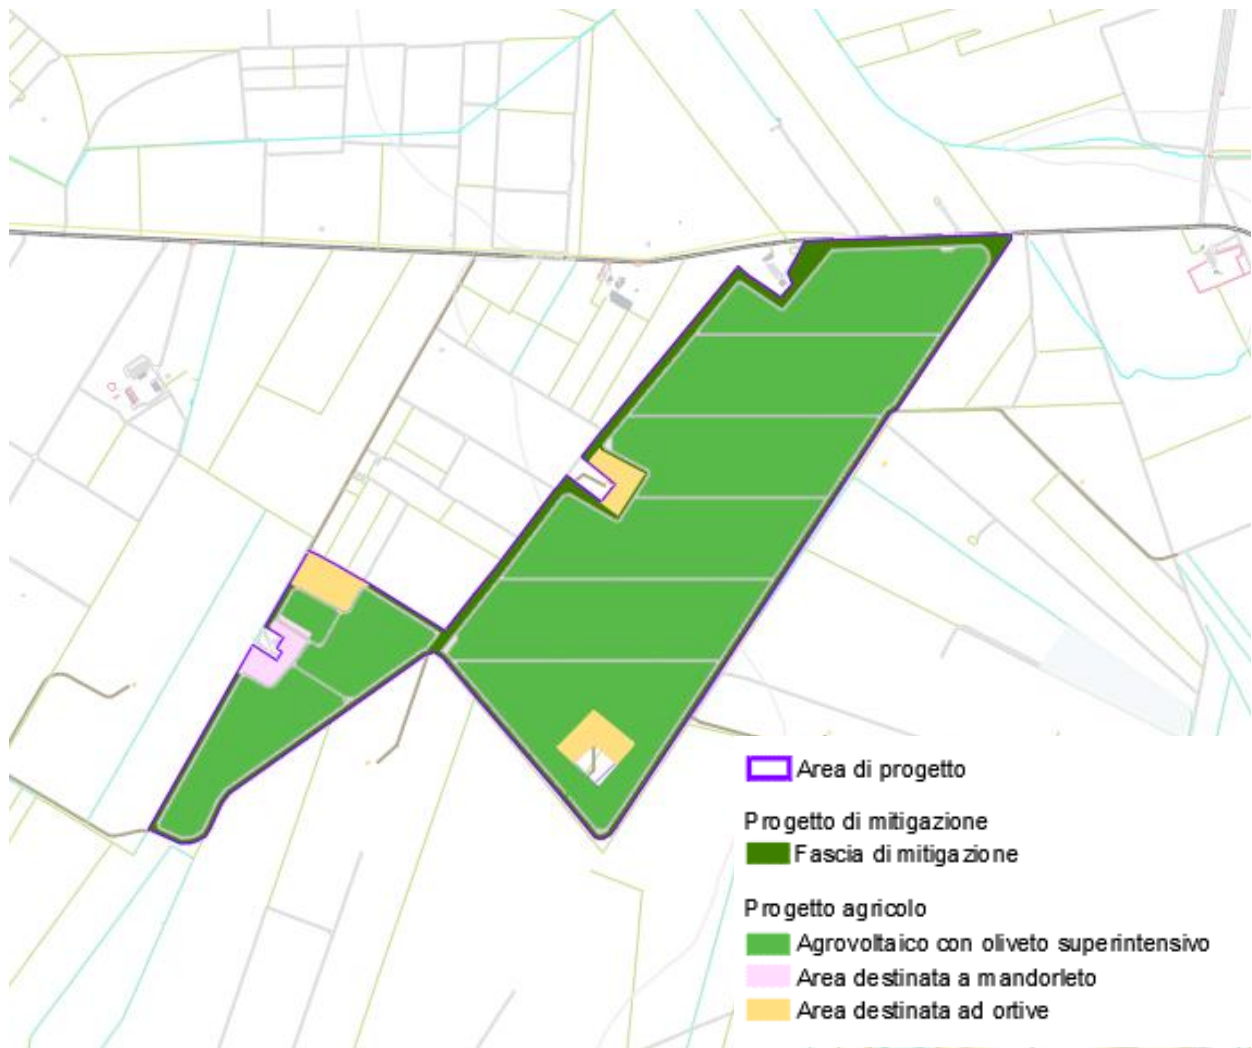 Area di progetto
Progetto di mitigazione
Fascia di mitigazione
Progetto agricolo
Agrovoltaico con oliveto superintensivo
Area destinata a mandorleto
Area destinata ad ortive